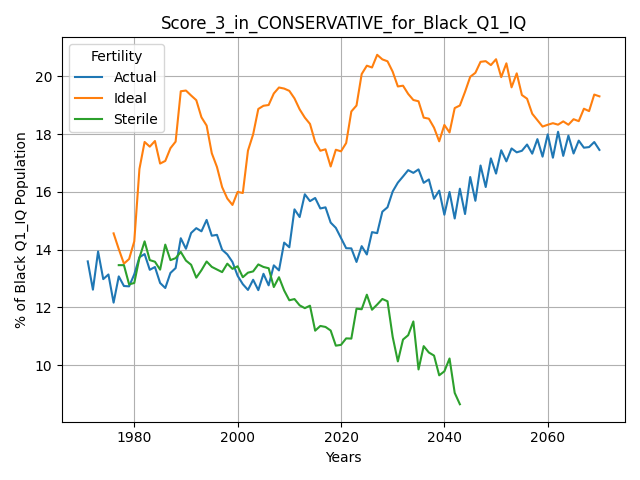 Score_3_in_CONSERVATIVE_for_Black_Q1_IQ
Fertility
Actual
Ideal
Sterile
% of Black Q1_IQ Population
20
18
16
14
12
10
1980
2000
2020
2040
2060
Years